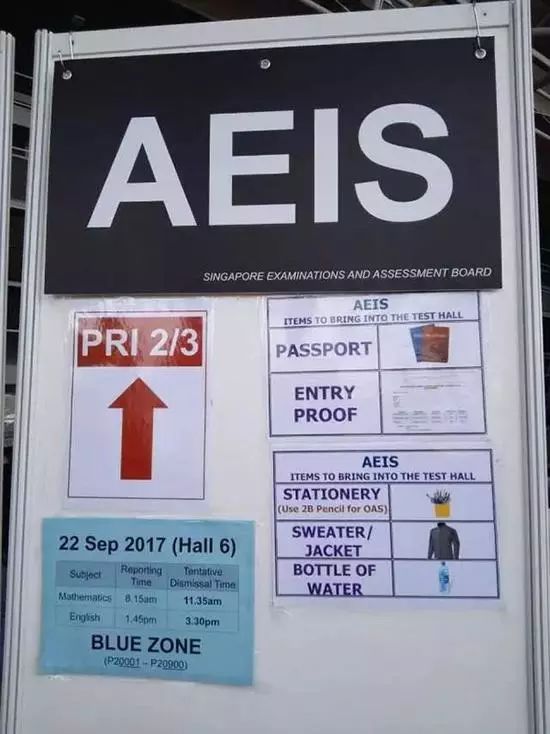 AEIS
SINGAPORE EXAMINATIONS AND ASSESSMENT BOARD
PRI 2/3
AEIS
ITEMS TO BRING INTO THE TEST HALL
PASSPORT
ENTRY
PROOF
AEIS
ITEMS TO BRING INTO THE TEST HALL
STATIONERY
(Use 2B Pencil for OAS)
SWEATER/
JACKET
BOTTLE OF
WATER
22 Sep 2017 (Hall 6)
Subject Reporting Time Tentative Dismissal Time
Mathematics 8.15am 11.35am
English 1.45pm 3.30pm
BLUE ZONE
(P20001 – P20900)